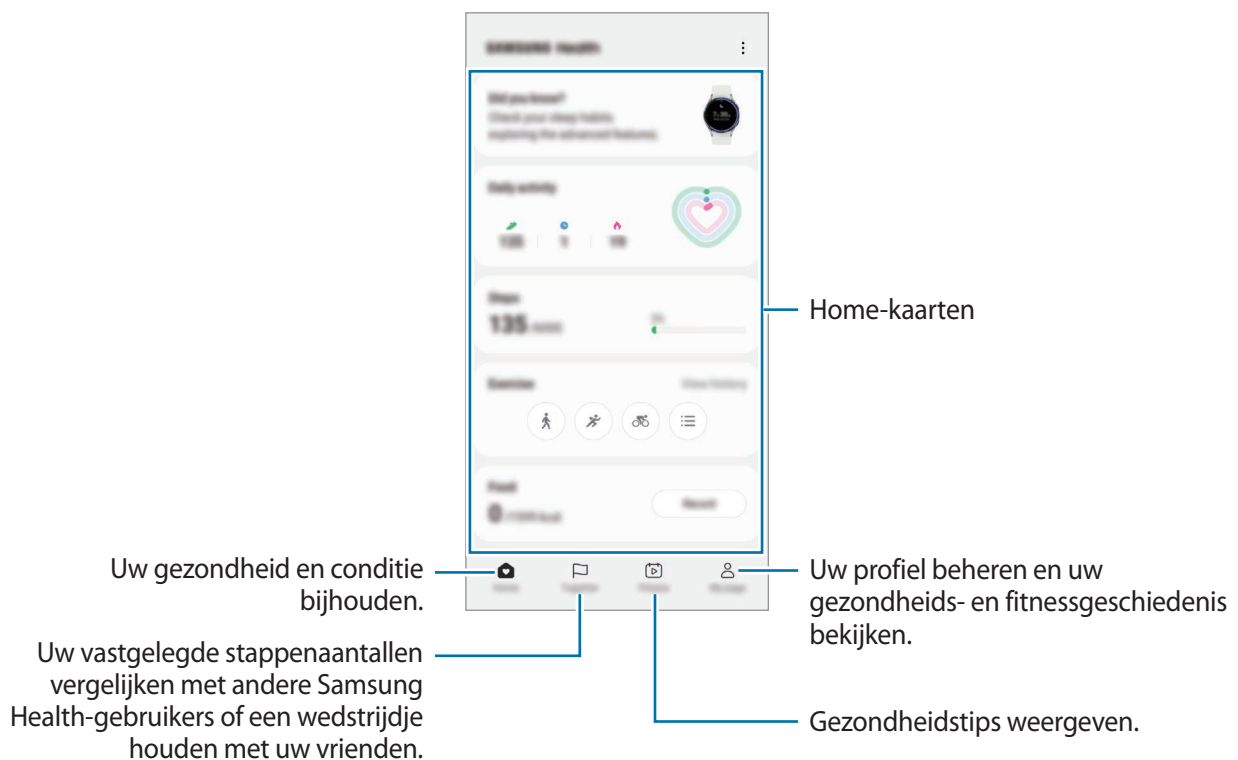 SAMSUNG Health
Did you know?
Check your sleep habits
exploring the advanced features.
Daily activity
135 1 19
Steps
135
Exercise
View history
Food
0
Record
Home-kaarten
Uw gezondheid en conditie
bijhouden.
Uw vastgelegde stappenaantallen
vergelijken met andere Samsung
Health-gebruikers of een wedstrijdje
houden met uw vrienden.
Uw profiel beheren en uw
gezondheids- en fitnessgeschiedenis
bekijken.
Gezondheidstips weergeven.